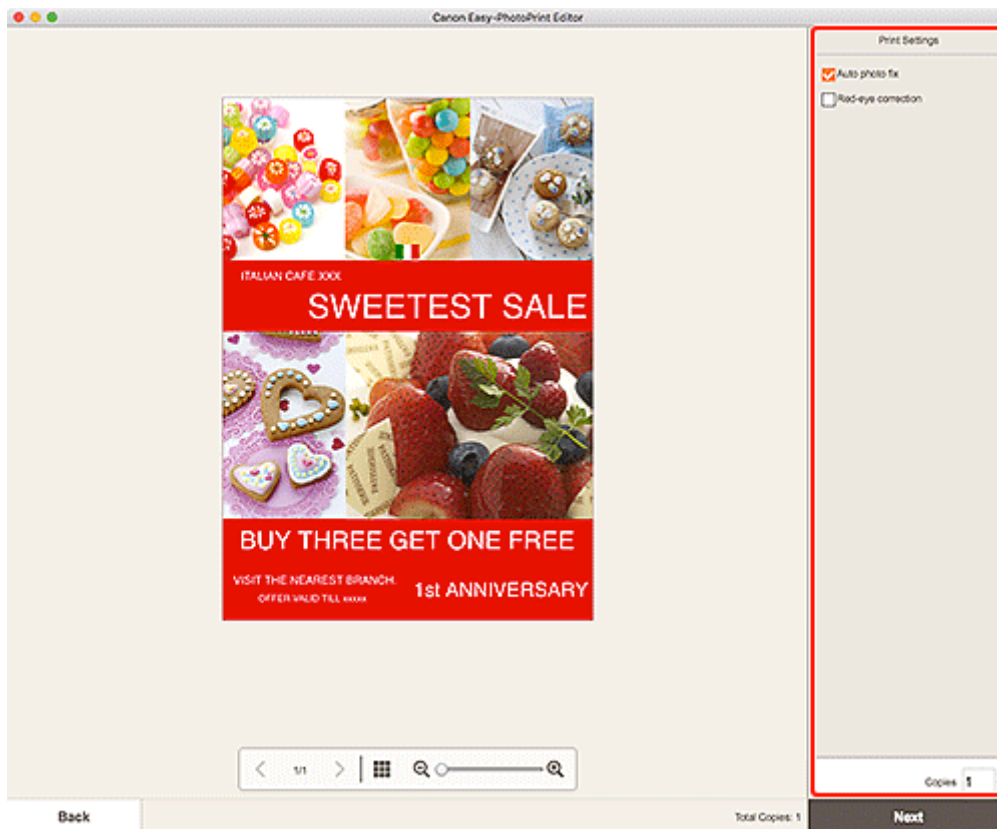 Canon Easy-PhotoPrint Editor
Print Settings
Auto photo fix
Red-eye correction
ITALIAN CAFE XXX
SWEETEST SALE
BUY THREE GET ONE FREE
VISIT THE NEAREST BRANCH.
OFFER VALID TILL xxxxx
1st ANNIVERSARY
1/1
Copies 1
Back
Total Copies: 1
Next